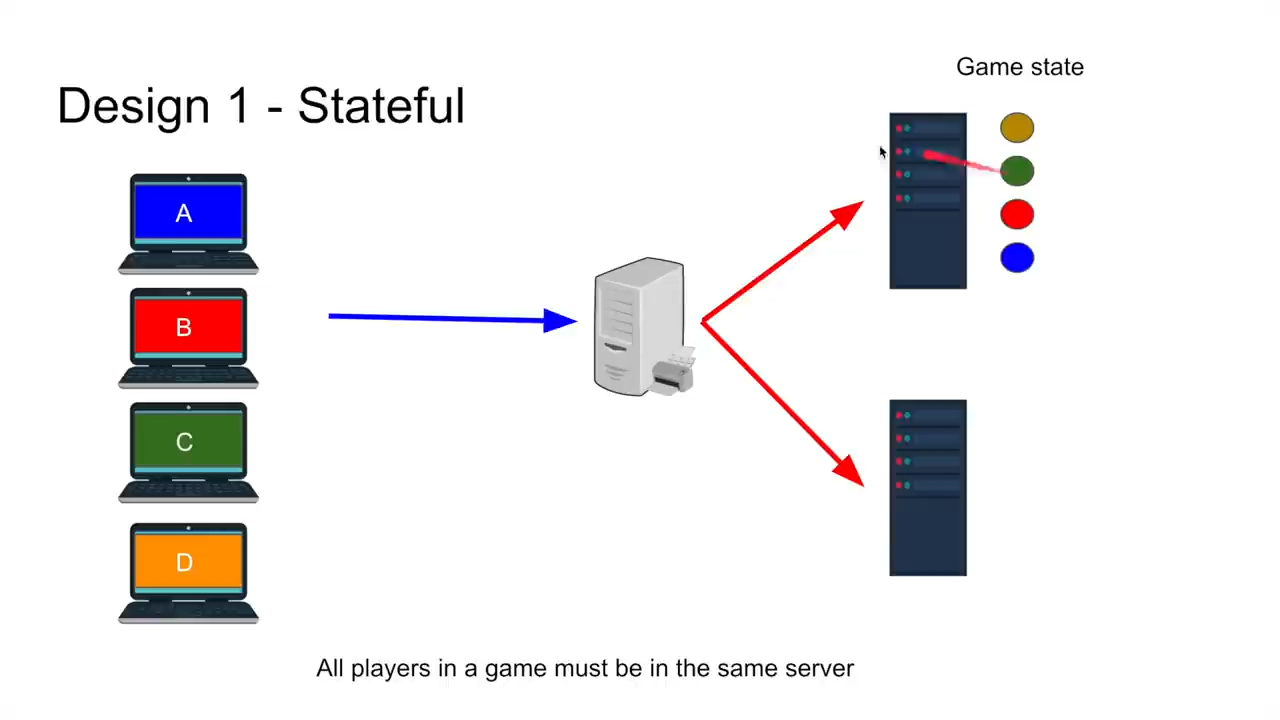 Game state
Design 1 - Stateful
A
B
C
D
All players in a game must be in the same server